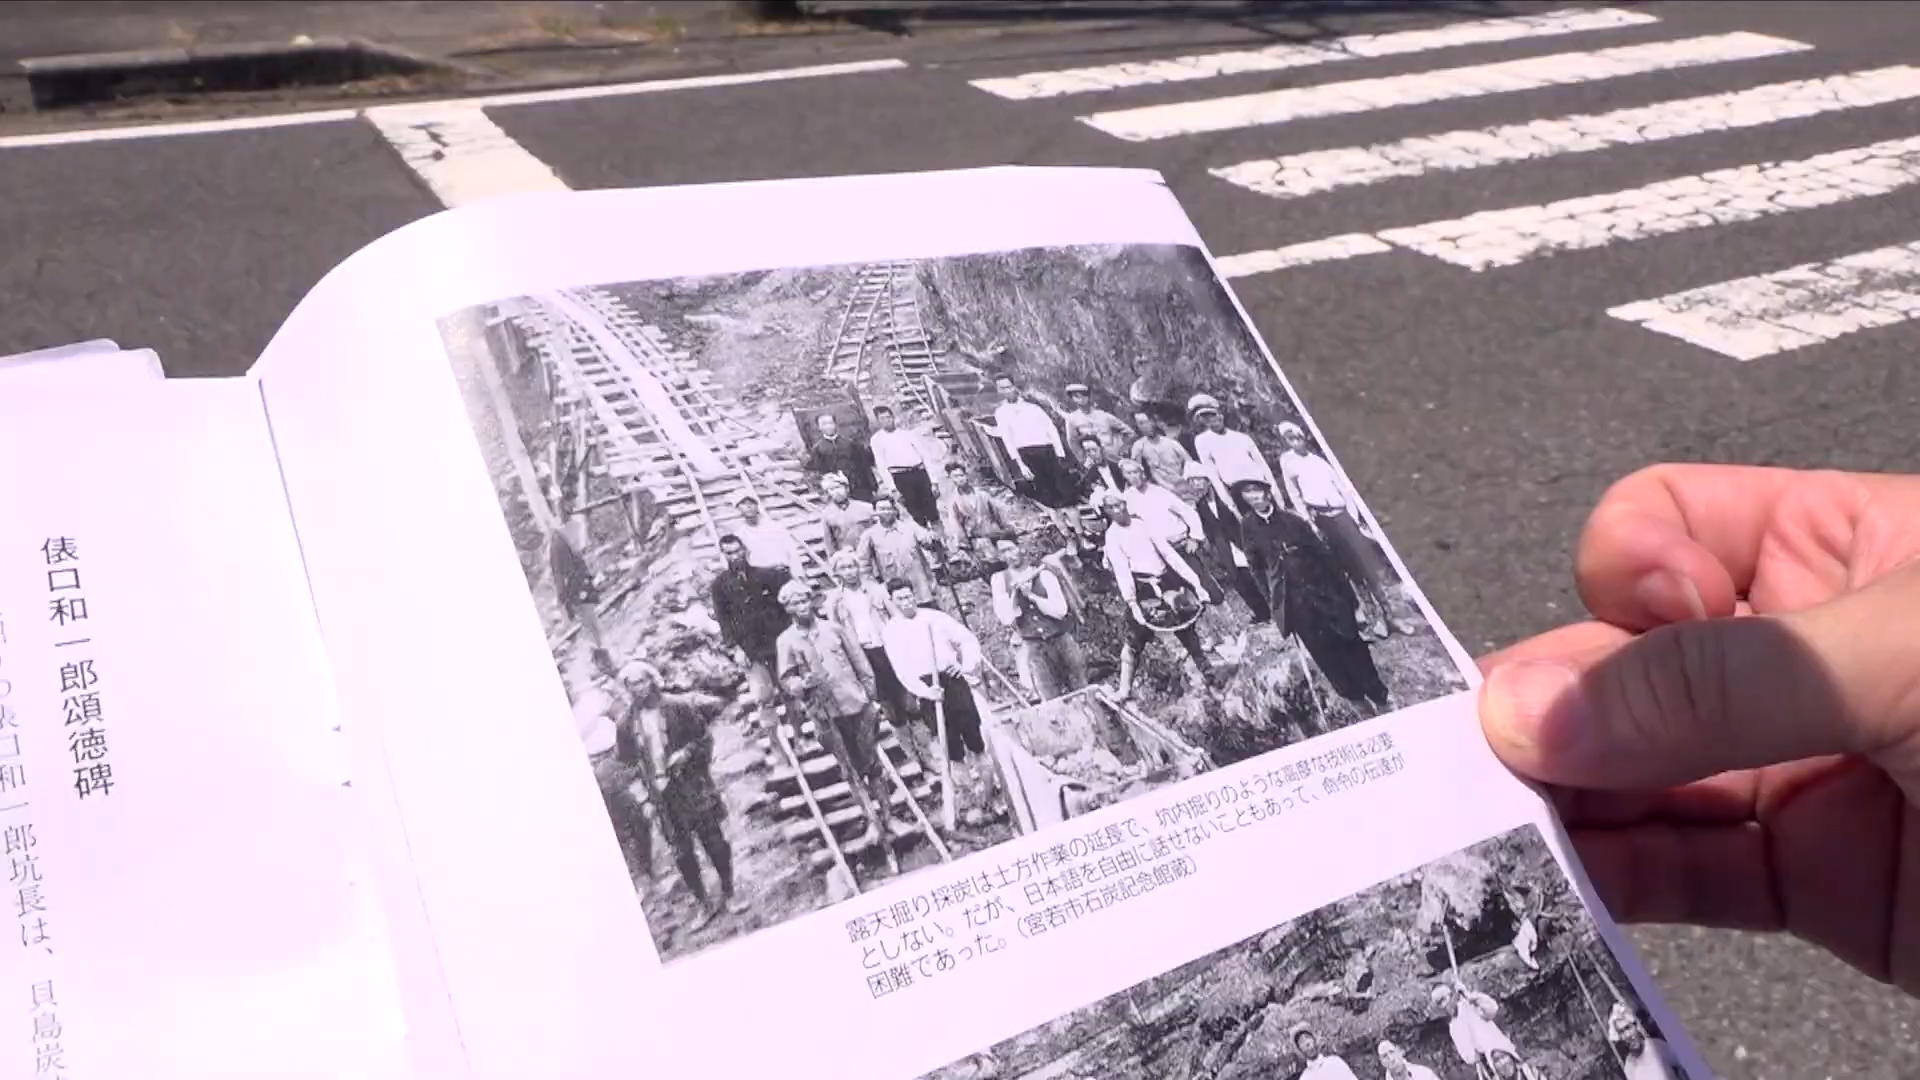 俵口和一郎頌徳碑
俵口和一郎坑長は、貝島炭
露天掘り採炭は土方作業の延長で、坑内掘りのような高度な技術は必要
としない。だが、日本語を自由に話せないこともあって、命令の伝達が
困難であった。（宮若市石炭記念館蔵）